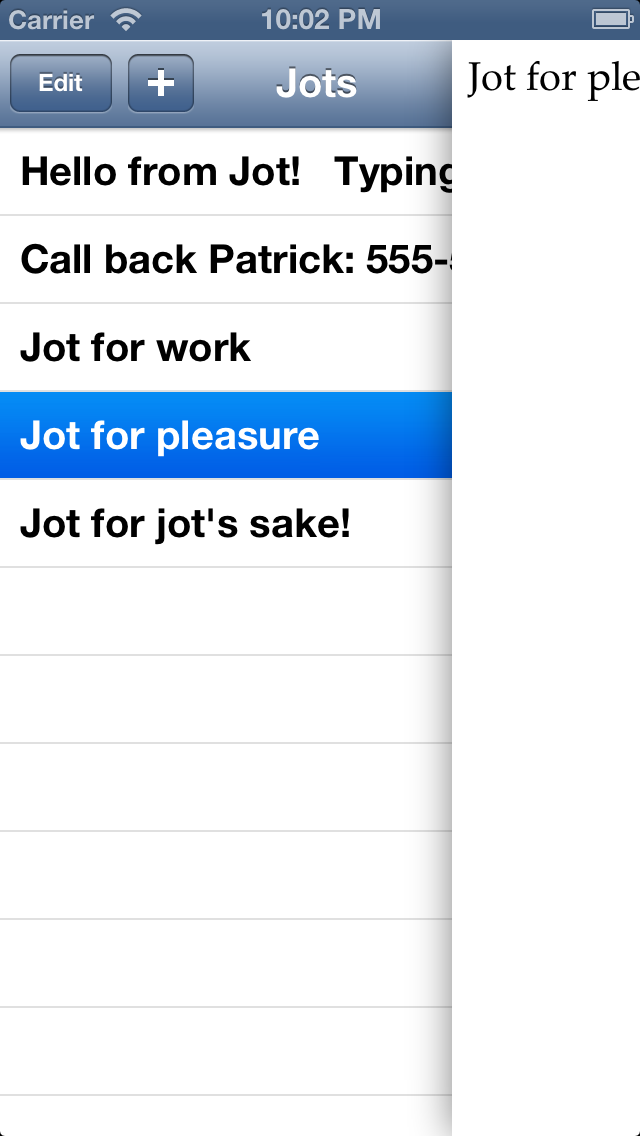 Carrier 10:02 PM
Edit + Jots
Jot for ple
Hello from Jot! Typing
Call back Patrick: 555-
Jot for work
Jot for pleasure
Jot for jot's sake!